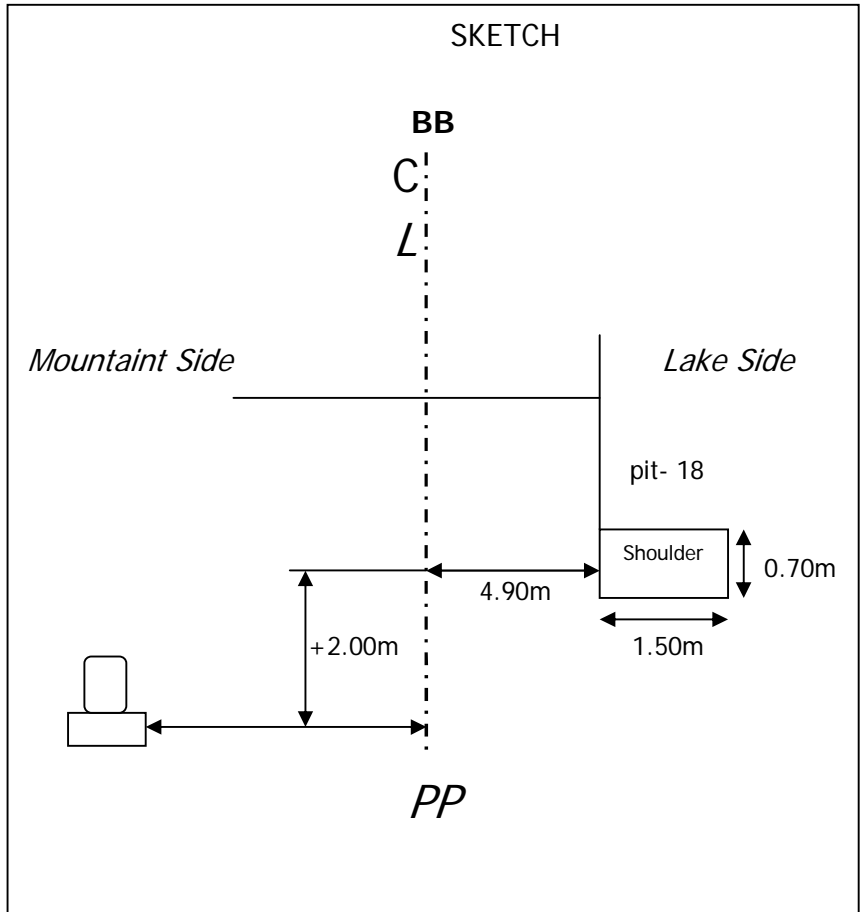 SKETCH
BB
C
L
Mountaint Side
Lake Side
pit- 18
Shoulder
0.70m
4.90m
1.50m
+2.00m
PP